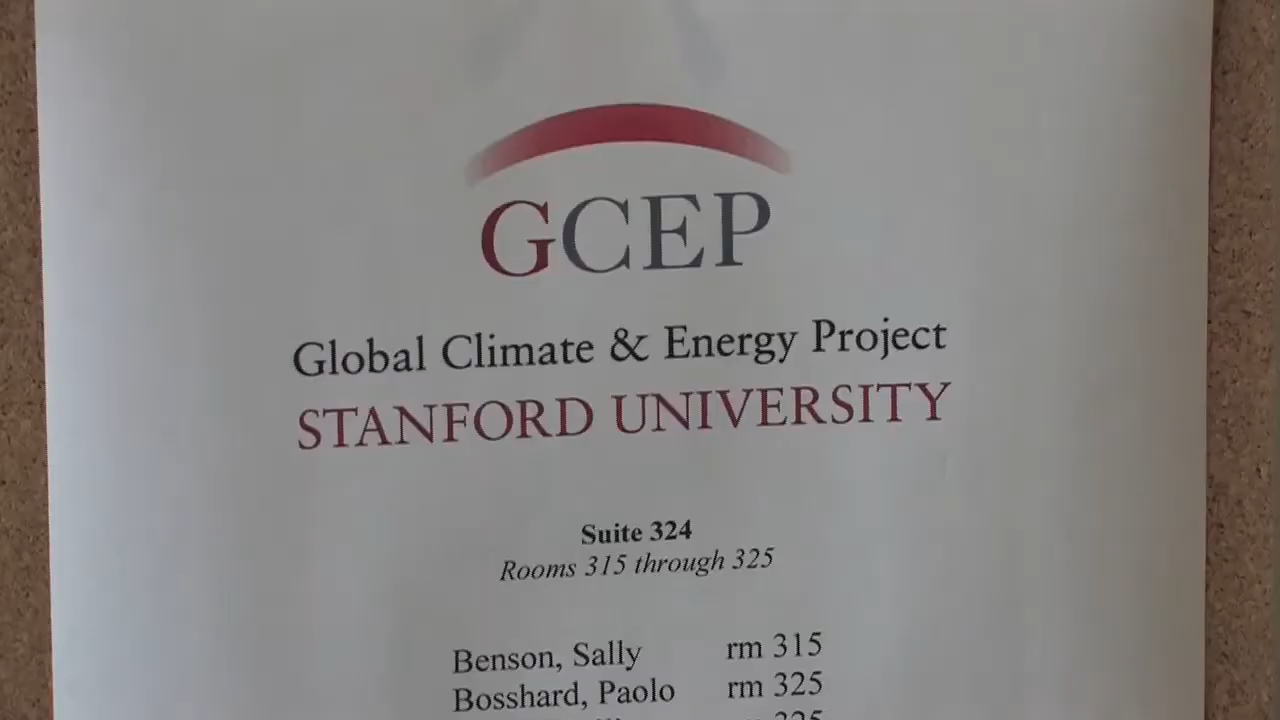 GCEP
Global Climate & Energy Project
STANFORD UNIVERSITY
Suite 324
Rooms 315 through 325
Benson, Sally rm 315
Bosshard, Paolo rm 325